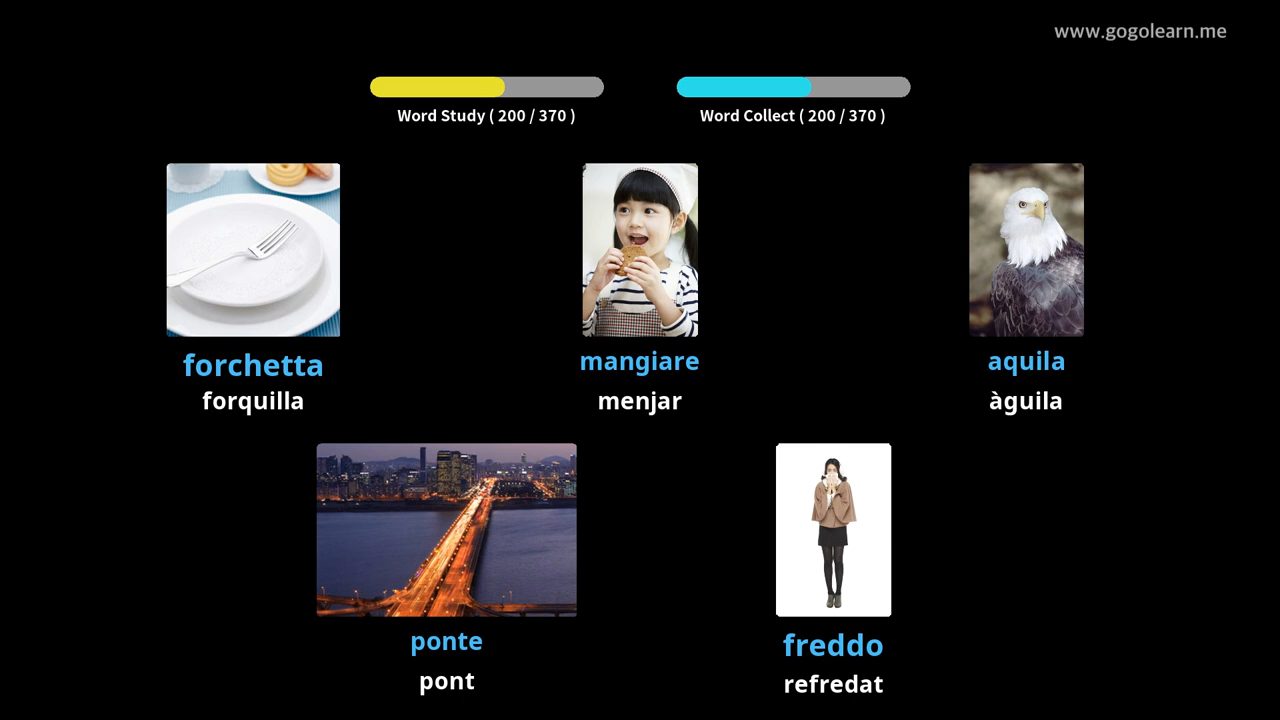 www.gogolearn.me
Word Study ( 200 / 370 )
Word Collect ( 200 / 370 )
forchetta
forquilla
mangiare
menjar
aquila
àguila
ponte
pont
freddo
refredat